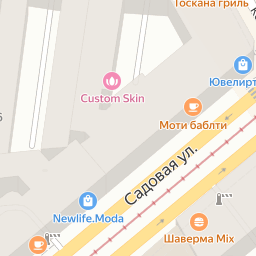 Тоскана гриль
Ювелирт
Custom Skin
Моти баблти
Садовая ул.
Newlife.Moda
Шаверма Mix